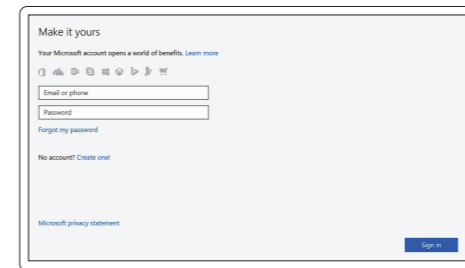 Make it yours
Your Microsoft account opens a world of benefits. Learn more
Email or phone
Password
Forgot my password
No account? Create one!
Microsoft privacy statement
Sign in